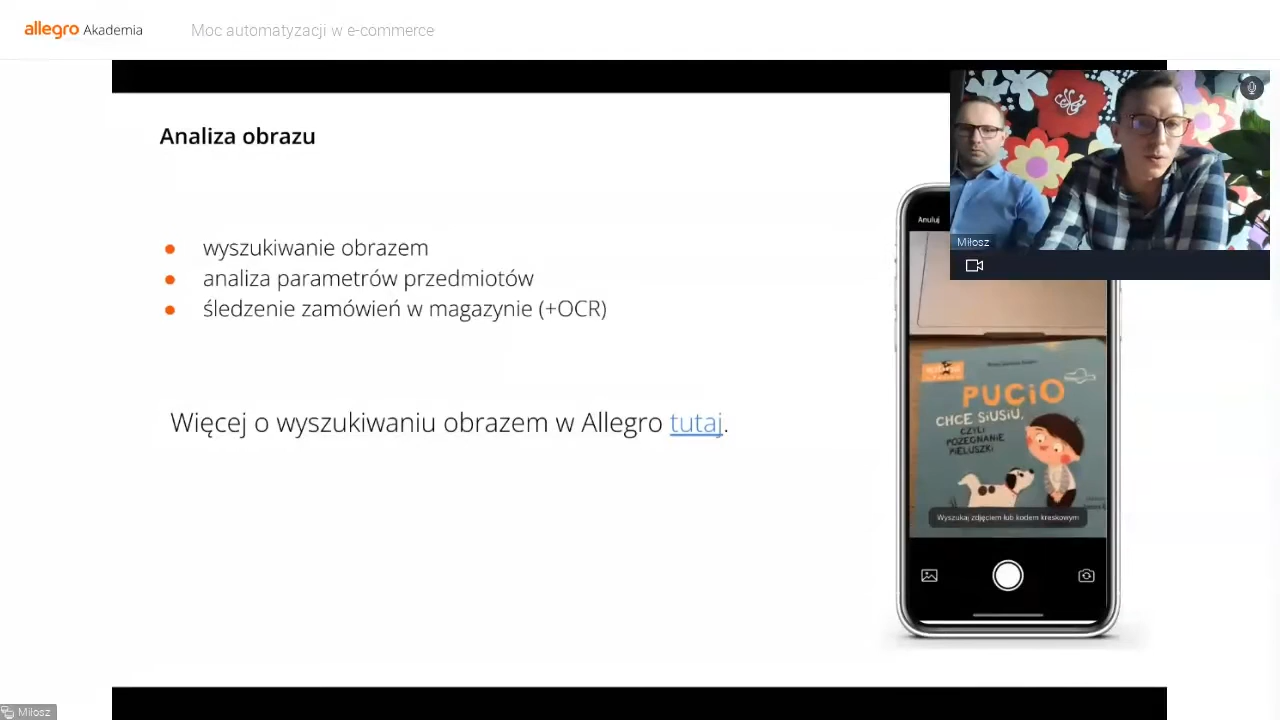 allegro Akademia
Moc automatyzacji w e-commerce
Analiza obrazu
wyszukiwanie obrazem
analiza parametrów przedmiotów
śledzenie zamówień w magazynie (+OCR)
Więcej o wyszukiwaniu obrazem w Allegro tutaj.
Miłosz
Anuluj
PUCIO
CHCE SIUSIU,
CZYLI
POŻEGNANIE
PIELUSZKI
Wyszukaj zdjęciem lub kodem kreskowym
Miłosz